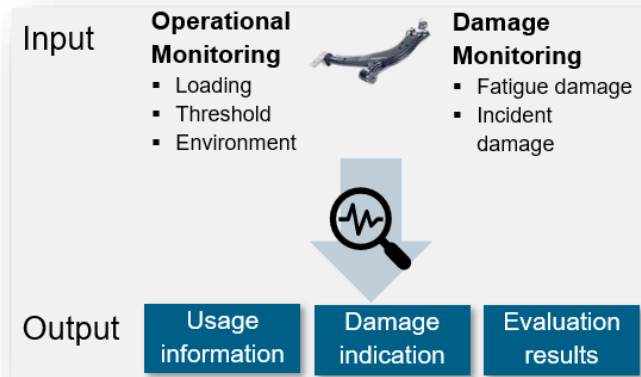 Input
Operational
Monitoring
▪ Loading
▪ Threshold
▪ Environment
Damage
Monitoring
▪ Fatigue damage
▪ Incident
damage
Output
Usage
information
Damage
indication
Evaluation
results